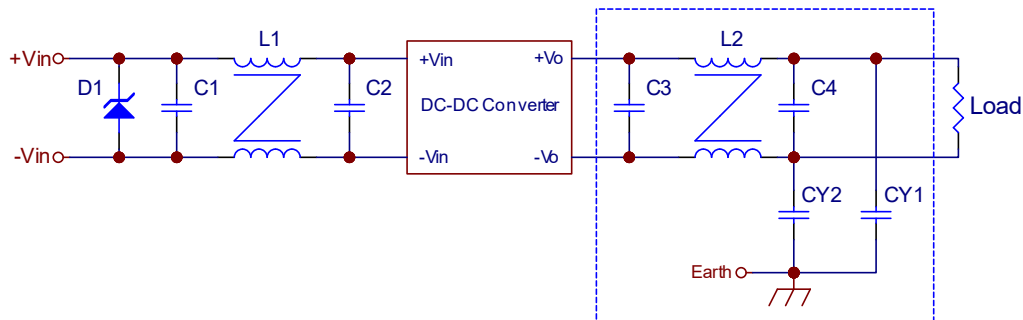 L1
L2
+Vin
D1
C1
C2
+Vin
+Vo
DC-DC Converter
-Vin
-Vo
C3
C4
Load
-Vin
CY2
CY1
Earth